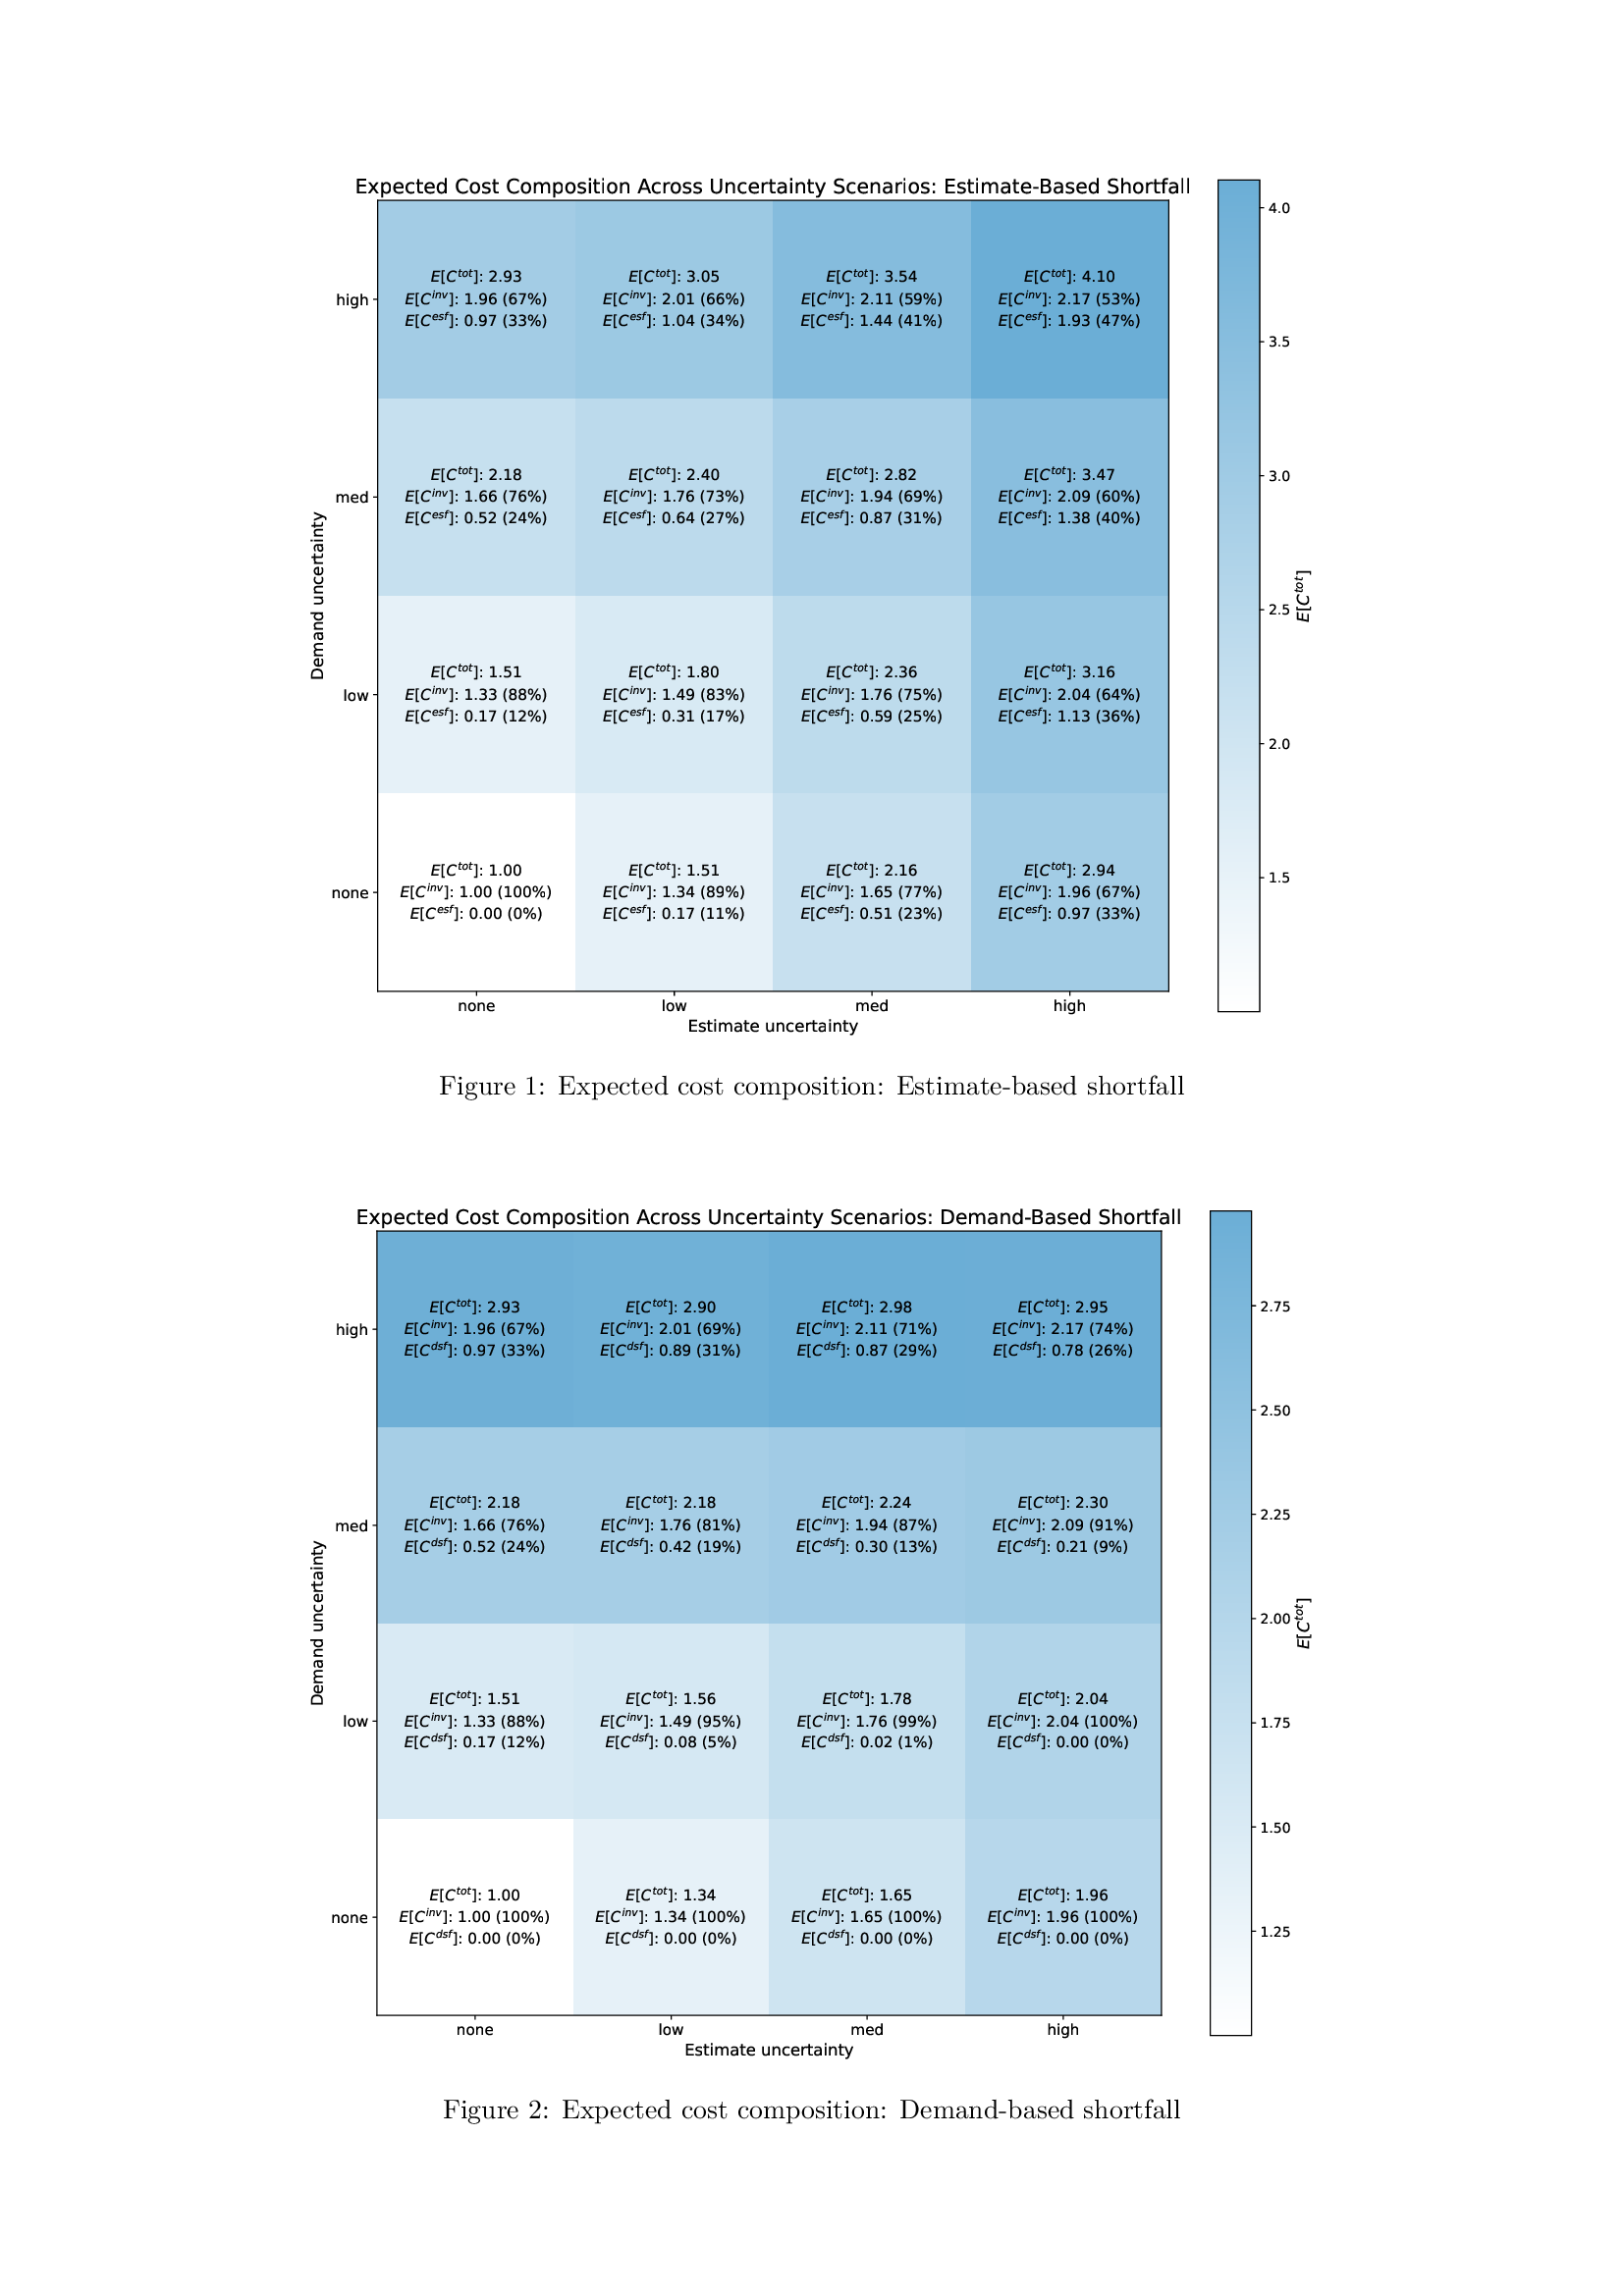 Expected Cost Composition Across Uncertainty Scenarios: Estimate-Based Shortfall
E[C^tot]: 2.93 E[C^tot]: 3.05 E[C^tot]: 3.54 E[C^tot]: 4.10
high E[C^inv]: 1.96 (67%) E[C^inv]: 2.01 (66%) E[C^inv]: 2.11 (59%) E[C^inv]: 2.17 (53%)
E[C^esf]: 0.97 (33%) E[C^esf]: 1.04 (34%) E[C^esf]: 1.44 (41%) E[C^esf]: 1.93 (47%)
E[C^tot]: 2.18 E[C^tot]: 2.40 E[C^tot]: 2.82 E[C^tot]: 3.47
med E[C^inv]: 1.66 (76%) E[C^inv]: 1.76 (73%) E[C^inv]: 1.94 (69%) E[C^inv]: 2.09 (60%)
E[C^esf]: 0.52 (24%) E[C^esf]: 0.64 (27%) E[C^esf]: 0.87 (31%) E[C^esf]: 1.38 (40%)
Demand uncertainty
E[C^tot]: 1.51 E[C^tot]: 1.80 E[C^tot]: 2.36 E[C^tot]: 3.16
low E[C^inv]: 1.33 (88%) E[C^inv]: 1.49 (83%) E[C^inv]: 1.76 (75%) E[C^inv]: 2.04 (64%)
E[C^esf]: 0.17 (12%) E[C^esf]: 0.31 (17%) E[C^esf]: 0.59 (25%) E[C^esf]: 1.13 (36%)
E[C^tot]: 1.00 E[C^tot]: 1.51 E[C^tot]: 2.16 E[C^tot]: 2.94
none E[C^inv]: 1.00 (100%) E[C^inv]: 1.34 (89%) E[C^inv]: 1.65 (77%) E[C^inv]: 1.96 (67%)
E[C^esf]: 0.00 (0%) E[C^esf]: 0.17 (11%) E[C^esf]: 0.51 (23%) E[C^esf]: 0.97 (33%)
none low med high
Estimate uncertainty
4.0
3.5
3.0
2.5
2.0
1.5
E[C^tot]
Figure 1: Expected cost composition: Estimate-based shortfall
Expected Cost Composition Across Uncertainty Scenarios: Demand-Based Shortfall
E[C^tot]: 2.93 E[C^tot]: 2.90 E[C^tot]: 2.98 E[C^tot]: 2.95
high E[C^inv]: 1.96 (67%) E[C^inv]: 2.01 (69%) E[C^inv]: 2.11 (71%) E[C^inv]: 2.17 (74%)
E[C^dsf]: 0.97 (33%) E[C^dsf]: 0.89 (31%) E[C^dsf]: 0.87 (29%) E[C^dsf]: 0.78 (26%)
E[C^tot]: 2.18 E[C^tot]: 2.18 E[C^tot]: 2.24 E[C^tot]: 2.30
med E[C^inv]: 1.66 (76%) E[C^inv]: 1.76 (81%) E[C^inv]: 1.94 (87%) E[C^inv]: 2.09 (91%)
E[C^dsf]: 0.52 (24%) E[C^dsf]: 0.42 (19%) E[C^dsf]: 0.30 (13%) E[C^dsf]: 0.21 (9%)
Demand uncertainty
E[C^tot]: 1.51 E[C^tot]: 1.56 E[C^tot]: 1.78 E[C^tot]: 2.04
low E[C^inv]: 1.33 (88%) E[C^inv]: 1.49 (95%) E[C^inv]: 1.76 (99%) E[C^inv]: 2.04 (100%)
E[C^dsf]: 0.17 (12%) E[C^dsf]: 0.08 (5%) E[C^dsf]: 0.02 (1%) E[C^dsf]: 0.00 (0%)
E[C^tot]: 1.00 E[C^tot]: 1.34 E[C^tot]: 1.65 E[C^tot]: 1.96
none E[C^inv]: 1.00 (100%) E[C^inv]: 1.34 (100%) E[C^inv]: 1.65 (100%) E[C^inv]: 1.96 (100%)
E[C^dsf]: 0.00 (0%) E[C^dsf]: 0.00 (0%) E[C^dsf]: 0.00 (0%) E[C^dsf]: 0.00 (0%)
none low med high
Estimate uncertainty
2.75
2.50
2.25
2.00
1.75
1.50
1.25
E[C^tot]
Figure 2: Expected cost composition: Demand-based shortfall